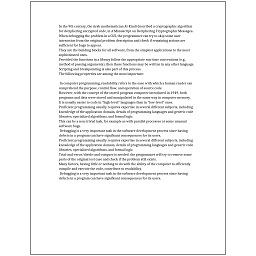 In the 9th century, the Arab mathematician Al-Kindi described a cryptographic algorithm
for deciphering encrypted code, in A Manuscript on Deciphering Cryptographic Messages.
When debugging the problem in a GUI, the programmer can try to skip some user
interaction from the original problem description and check if remaining actions are
sufficient for bugs to appear.
They are the building blocks for all software, from the simplest applications to the more
sophisticated ones.
Provided the functions in a library follow the appropriate run-time conventions (e.g.,
method of passing arguments), then these functions may be written in any other language.
Scripting and breakpointing is also part of this process.
The following properties are among the most important:
In computer programming, readability refers to the ease with which a human reader can
comprehend the purpose, control flow, and operation of source code.
However, with the concept of the stored-program computer introduced in 1949, both
programs and data were stored and manipulated in the same way in computer memory.
It is usually easier to code in "high-level" languages than in "low-level" ones.
Proficient programming usually requires expertise in several different subjects, including
knowledge of the application domain, details of programming languages and generic code
libraries, specialized algorithms, and formal logic.
This can be a non-trivial task, for example as with parallel processes or some unusual
software bugs.
Debugging is a very important task in the software development process since having
defects in a program can have significant consequences for its users.
Proficient programming usually requires expertise in several different subjects, including
knowledge of the application domain, details of programming languages and generic code
libraries, specialized algorithms, and formal logic.
Trial-and-error/divide-and-conquer is needed: the programmer will try to remove some
parts of the original test case and check if the problem still exists.
Many factors, having little or nothing to do with the ability of the computer to efficiently
compile and execute the code, contribute to readability.
Debugging is a very important task in the software development process since having
defects in a program can have significant consequences for its users.